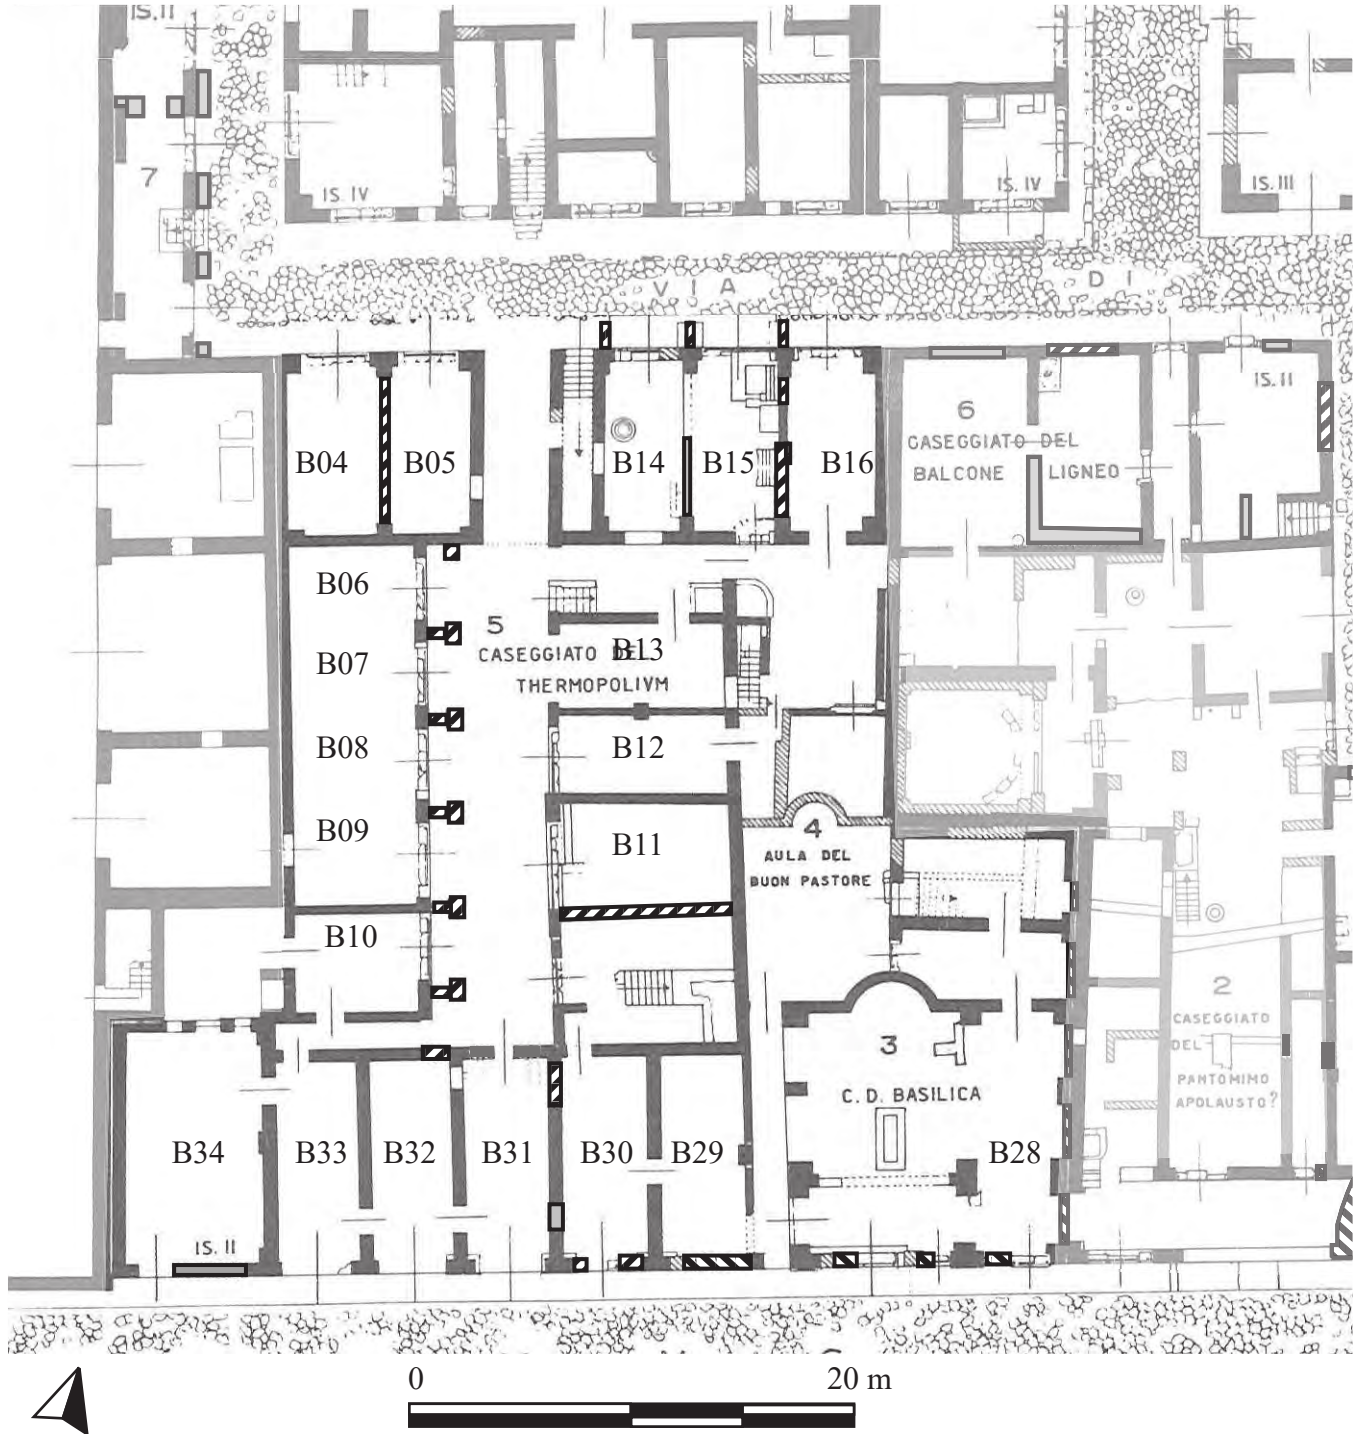 IS.II
7
IS. IV
IS. IV
IS. III
VIA
DI
B04
B05
B14
B15
B16
6
CASEGGIATO DEL
BALCONE LIGNEO
IS.II
B06
B07
B08
B09
B10
5
CASEGGIATO DEL
THERMOPOLIVM
B13
B12
B11
4
AULA DEL
BUON PASTORE
3
C. D. BASILICA
2
CASEGGIATO
DEL
PANTOMIMO
APOLAUSTO?
B34
B33
B32
B31
B30
B29
B28
IS. II
0
20 m